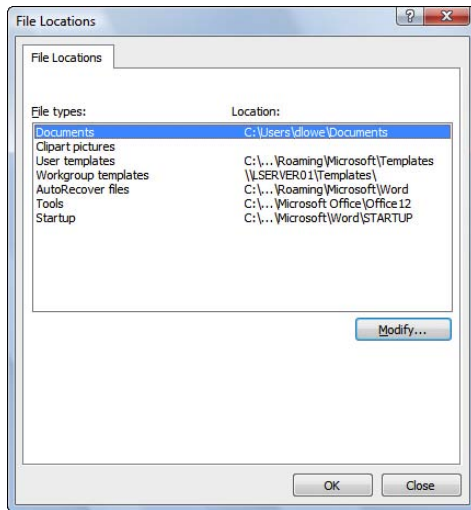 File Locations
File Locations
File types: Location:
Documents C:\Users\dlowe\Documents
Clipart pictures
User templates C:\...\Roaming\Microsoft\Templates
Workgroup templates \\LSERVER01\Templates\
AutoRecover files C:\...\Roaming\Microsoft\Word
Tools C:\...\Microsoft Office\Office12
Startup C:\...\Microsoft\Word\STARTUP
Modify...
OK Close